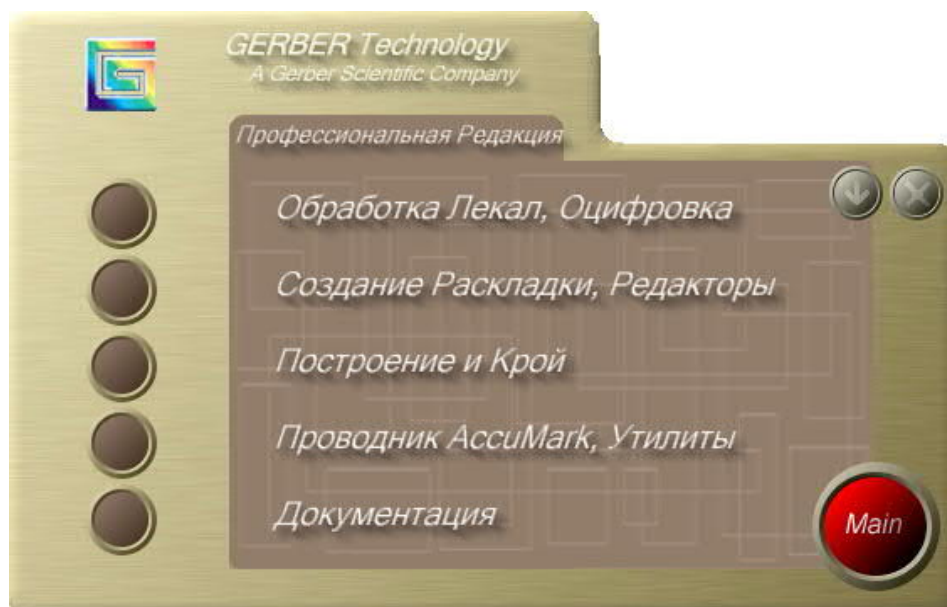 GERBER Technology
A Gerber Scientific Company
Профессиональная Редакция
Обработка Лекал, Оцифровка
Создание Раскладки, Редакторы
Построение и Крой
Проводник AccuMark, Утилиты
Документация
Main